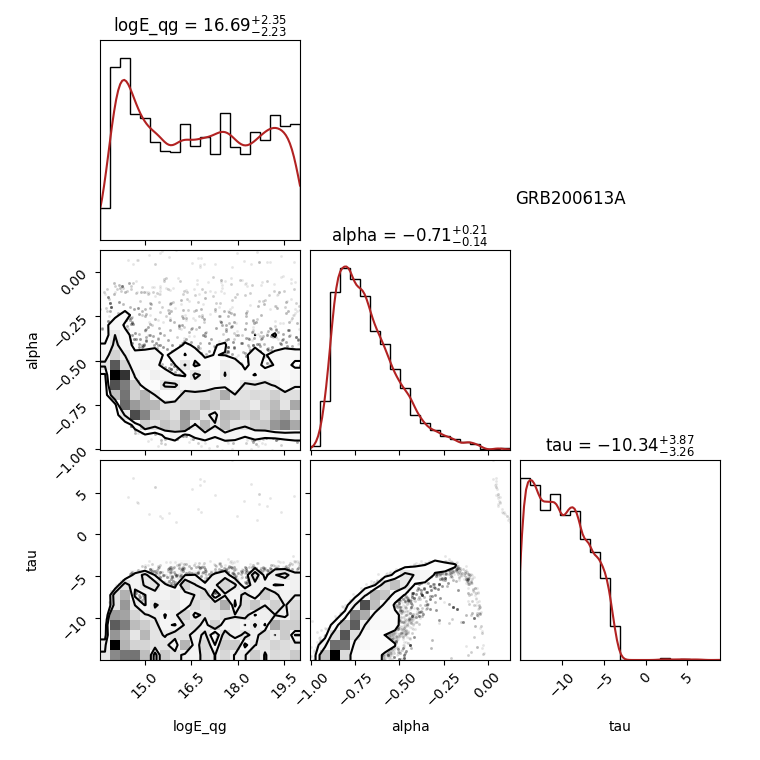 logE_qg = 16.69+2.35−2.23
GRB200613A
alpha = −0.71+0.21−0.14
0.00
−0.25
−0.50
−0.75
−1.00
alpha
tau = −10.34+3.87−3.26
5
0
−5
−10
tau
15.0 16.5 18.0 19.5 −1.00 −0.75 −0.50 −0.25 0.00 −10 −5 0 5
logE_qg alpha tau